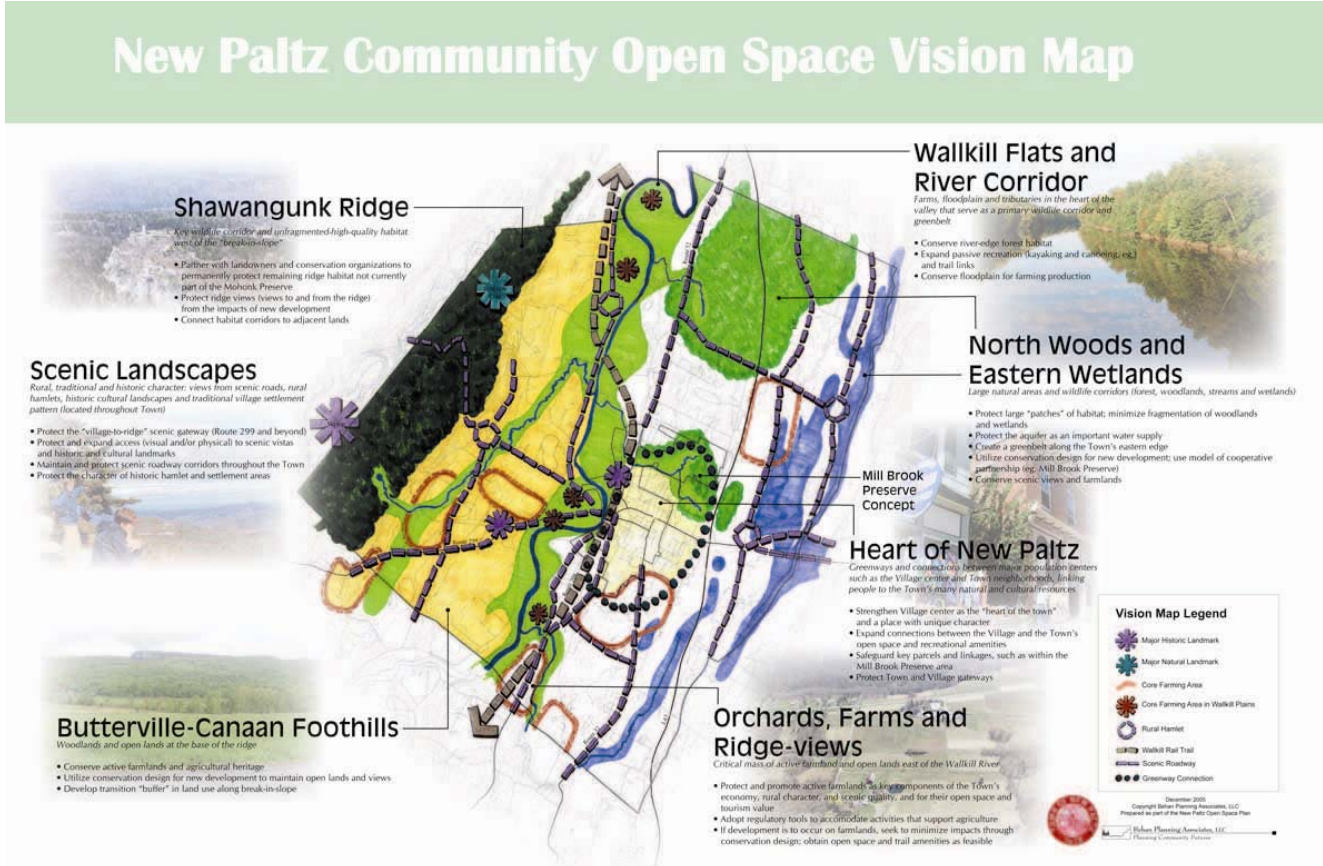 New Paltz Community Open Space Vision Map
Shawangunk Ridge
Key wildlife corridor and unfragmented-high-quality habitat
west of the "break-in-slope"
• Partner with landowners and conservation organizations to
permanently protect remaining ridge habitat not currently
part of the Mohonk Preserve
• Protect ridge views (views to and from the ridge)
from the impacts of new development
• Connect habitat corridors to adjacent lands
Scenic Landscapes
Rural, traditional and historic character: views from scenic roads, rural
hamlets, historic cultural landscapes and traditional village settlement
pattern (located throughout Town)
• Protect the "village-to-ridge" scenic gateway (Route 299 and beyond)
• Protect and expand access (visual and/or physical) to scenic vistas
and historic and cultural landmarks
• Maintain and protect scenic roadway corridors throughout the Town
• Protect the character of historic hamlet and settlement areas
Butterville-Canaan Foothills
Woodlands and open lands at the base of the ridge
• Conserve active farmlands and agricultural heritage
• Utilize conservation design for new development to maintain open lands and views
• Develop transition "buffer" in land use along break-in-slope
Wallkill Flats and
River Corridor
Farms, floodplain and tributaries in the heart of the
valley that serve as a primary wildlife corridor and
greenbelt
• Conserve river-edge forest habitat
• Expand passive recreation (kayaking and canoeing, eg.)
and trail links
• Conserve floodplain for farming production
North Woods and
Eastern Wetlands
Large natural areas and wildlife corridors (forest, woodlands, streams and wetlands)
• Protect large "patches" of habitat; minimize fragmentation of woodlands
and wetlands
• Protect the aquifer as an important water supply
• Create a greenbelt along the Town's eastern edge
• Utilize conservation design for new development; use model of cooperative
partnership (eg. Mill Brook Preserve)
• Conserve scenic views and farmlands
Mill Brook
Preserve
Concept
Heart of New Paltz
Greenways and connections between major population centers
such as the Village center and Town neighborhoods, linking
people to the Town's many natural and cultural resources
• Strengthen Village center as the "heart of the town"
and a place with unique character
• Expand connections between the Village and the Town's
open space and recreational amenities
• Safeguard key parcels and linkages, such as within the
Mill Brook Preserve area
• Protect Town and Village gateways
Orchards, Farms and
Ridge-views
Critical mass of active farmland and open lands east of the Wallkill River
• Protect and promote active farmlands as key components of the Town's
economy, rural character, and scenic quality, and for their open space and
tourism value
• Adopt regulatory tools to accomodate activities that support agriculture
• If development is to occur on farmlands, seek to minimize impacts through
conservation design; obtain open space and trail amenities as feasible
Vision Map Legend
Major Historic Landmark
Major Natural Landmark
Core Farming Area
Core Farming Area in Wallkill Plains
Rural Hamlet
Wallkill Rail Trail
Scenic Roadway
Greenway Connection
December 2005
Copyright Behan Planning Associates, LLC
Prepared as part of the New Paltz Open Space Plan
Behan Planning Associates, LLC
Planning Community Futures